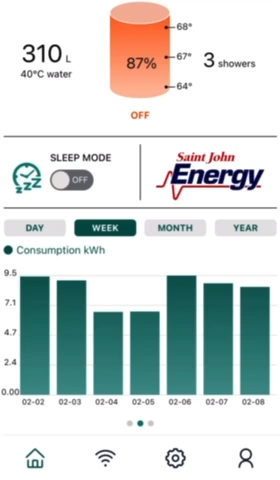 68°
310 L
87%
67°
3 showers
40°C water
64°
OFF
SLEEP MODE
OFF
Saint John
Energy
DAY WEEK MONTH YEAR
Consumption kWh
9.5
7.1
4.7
2.4
0.00
02-02 02-03 02-04 02-05 02-06 02-07 02-08